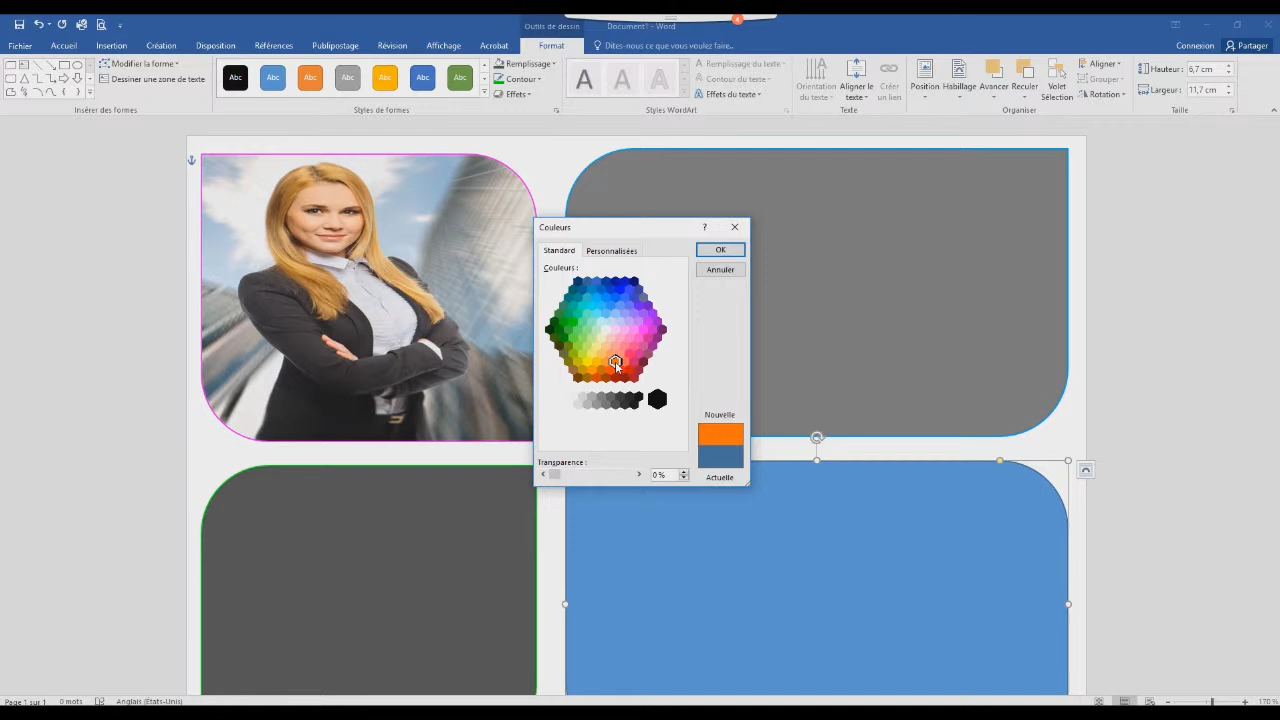 4
Outils de dessin
Document1 - Word
Fichier Accueil Insertion Création Disposition Références Publipostage Révision Affichage Acrobat Format Dites-nous ce que vous voulez faire... Connexion Partager
Modifier la forme
Dessiner une zone de texte
Insérer des formes
Abc Abc Abc Abc Abc Abc Abc
Styles de formes
Remplissage
Contour
Effets
A A A
Styles WordArt
Remplissage du texte
Contour du texte
Effets du texte
Orientation du texte
Aligner le texte
Créer un lien
Texte
Position Habillage Avancer Reculer Volet Sélection
Aligner
Grouper
Rotation
Organiser
Hauteur : 6,7 cm
Largeur : 11,7 cm
Taille
Couleurs ?
Standard Personnalisées
OK
Annuler
Couleurs :
Nouvelle
Actuelle
Transparence :
0 %
Page 1 sur 1 0 mots Anglais (États-Unis) 170 %